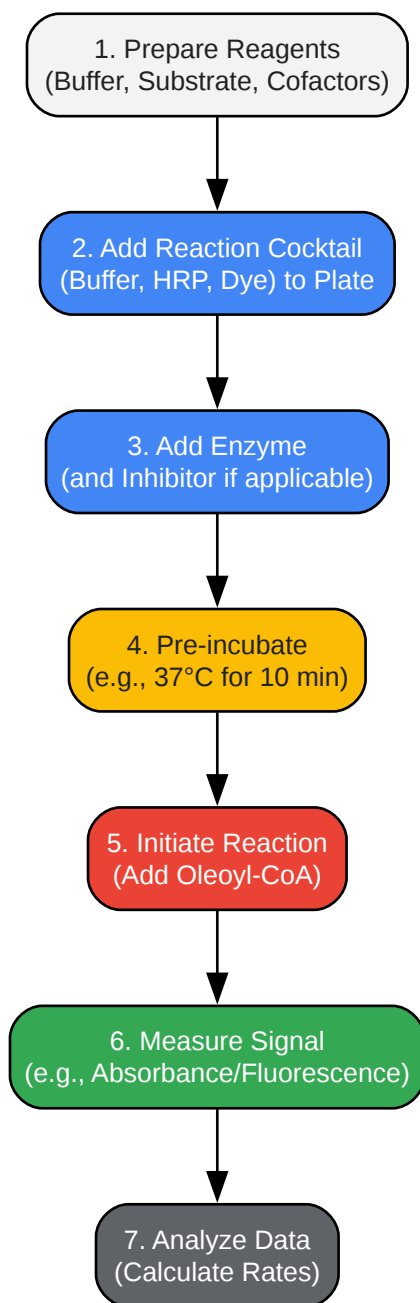 1. Prepare Reagents
(Buffer, Substrate, Cofactors)
2. Add Reaction Cocktail
(Buffer, HRP, Dye) to Plate
3. Add Enzyme
(and Inhibitor if applicable)
4. Pre-incubate
(e.g., 37°C for 10 min)
5. Initiate Reaction
(Add Oleoyl-CoA)
6. Measure Signal
(e.g., Absorbance/Fluorescence)
7. Analyze Data
(Calculate Rates)